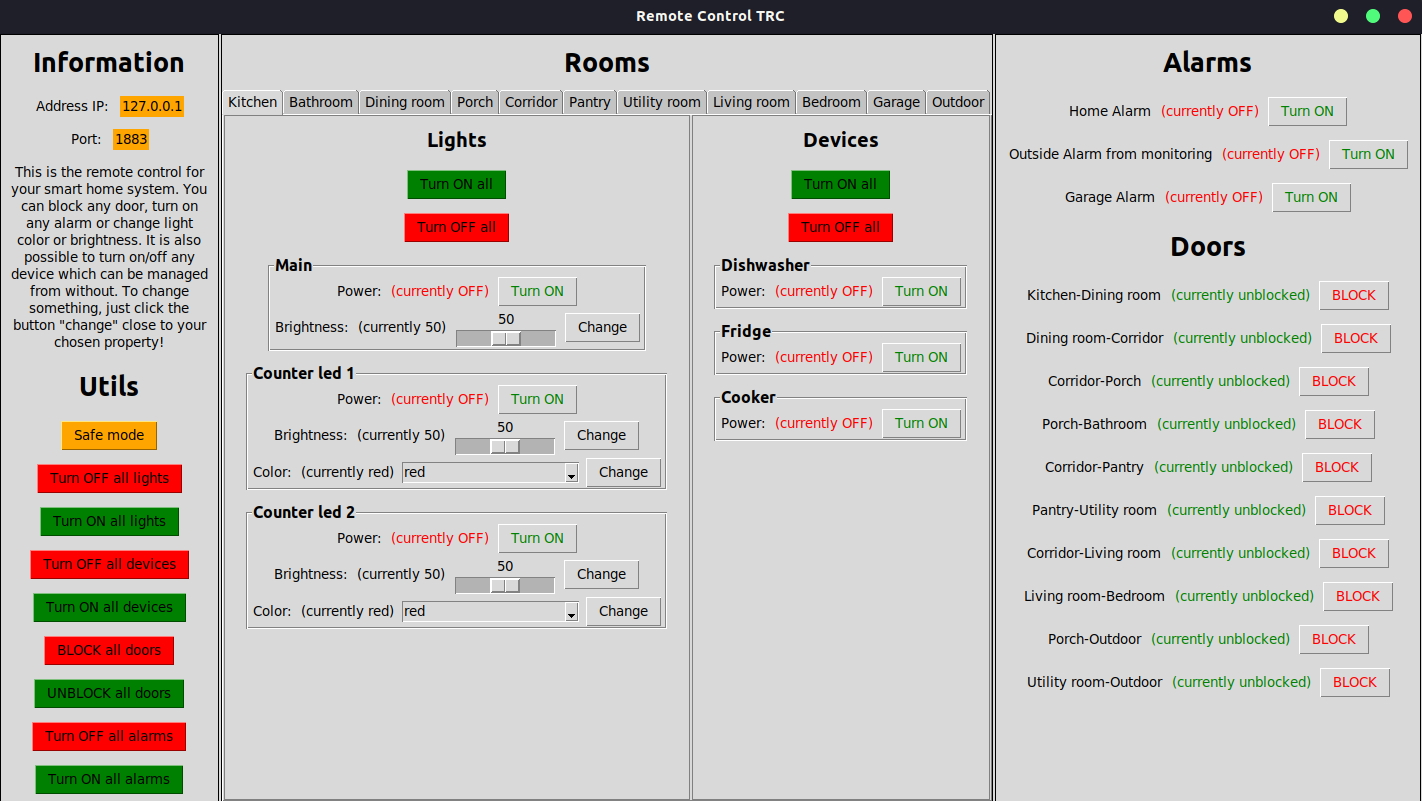 Remote Control TRC
Information
Address IP: 127.0.0.1
Port: 1883
This is the remote control for
your smart home system. You
can block any door, turn on
any alarm or change light
color or brightness. It is also
possible to turn on/off any
device which can be managed
from without. To change
something, just click the
button "change" close to your
chosen property!
Utils
Safe mode
Turn OFF all lights
Turn ON all lights
Turn OFF all devices
Turn ON all devices
BLOCK all doors
UNBLOCK all doors
Turn OFF all alarms
Turn ON all alarms
Rooms
Kitchen Bathroom Dining room Porch Corridor Pantry Utility room Living room Bedroom Garage Outdoor
Lights
Turn ON all
Turn OFF all
Main
Power: (currently OFF) Turn ON
50
Brightness: (currently 50) Change
Counter led 1
Power: (currently OFF) Turn ON
50
Brightness: (currently 50) Change
Color: (currently red) red Change
Counter led 2
Power: (currently OFF) Turn ON
50
Brightness: (currently 50) Change
Color: (currently red) red Change
Devices
Turn ON all
Turn OFF all
Dishwasher
Power: (currently OFF) Turn ON
Fridge
Power: (currently OFF) Turn ON
Cooker
Power: (currently OFF) Turn ON
Alarms
Home Alarm (currently OFF) Turn ON
Outside Alarm from monitoring (currently OFF) Turn ON
Garage Alarm (currently OFF) Turn ON
Doors
Kitchen-Dining room (currently unblocked) BLOCK
Dining room-Corridor (currently unblocked) BLOCK
Corridor-Porch (currently unblocked) BLOCK
Porch-Bathroom (currently unblocked) BLOCK
Corridor-Pantry (currently unblocked) BLOCK
Pantry-Utility room (currently unblocked) BLOCK
Corridor-Living room (currently unblocked) BLOCK
Living room-Bedroom (currently unblocked) BLOCK
Porch-Outdoor (currently unblocked) BLOCK
Utility room-Outdoor (currently unblocked) BLOCK